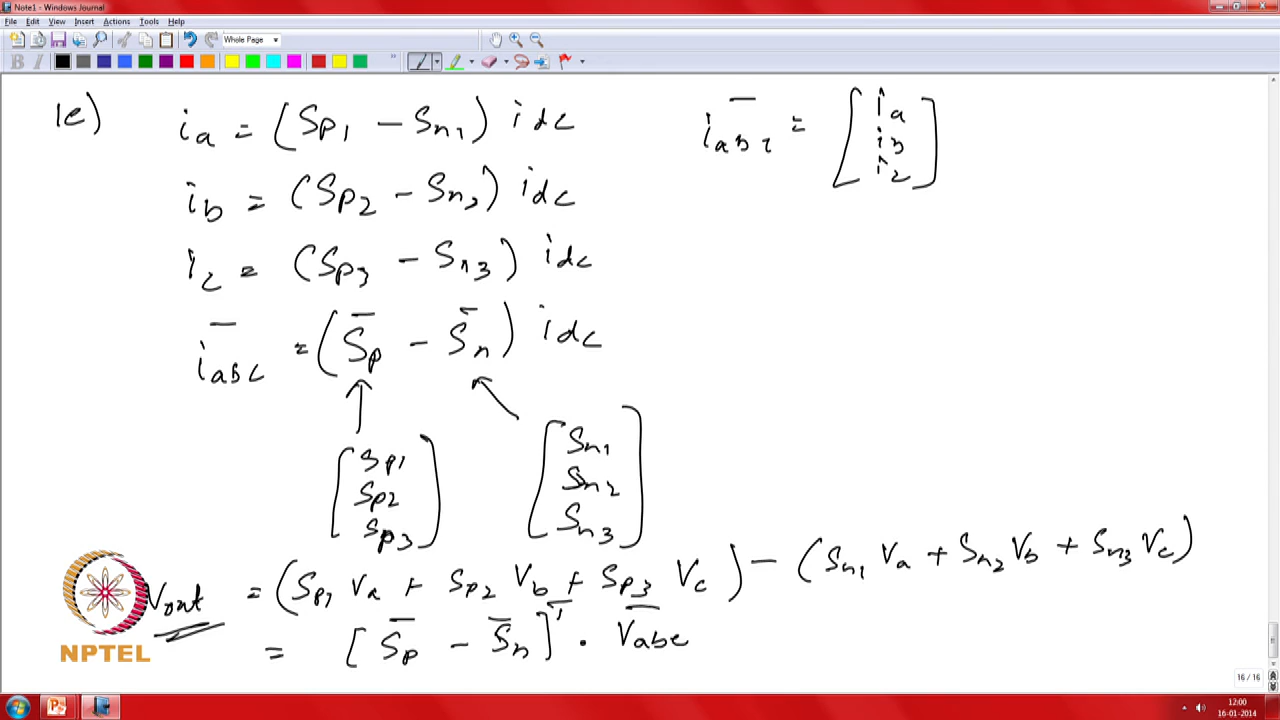 Note1 - Windows Journal
File Edit View Insert Actions Tools Help
Whole Page
B I
1c)
ia = (Sp1 - Sn1) idc
iabc = [ia ib ic]
ib = (Sp2 - Sn2) idc
ic = (Sp3 - Sn3) idc
iabc = (Sp - Sn) idc
[Sp1 Sp2 Sp3]
[Sn1 Sn2 Sn3]
Vout = (Sp1 Va + Sp2 Vb + Sp3 Vc) - (Sn1 Va + Sn2 Vb + Sn3 Vc)
= [Sp - Sn]^T . Vabc
NPTEL
16 / 16
12:00
16-01-2014